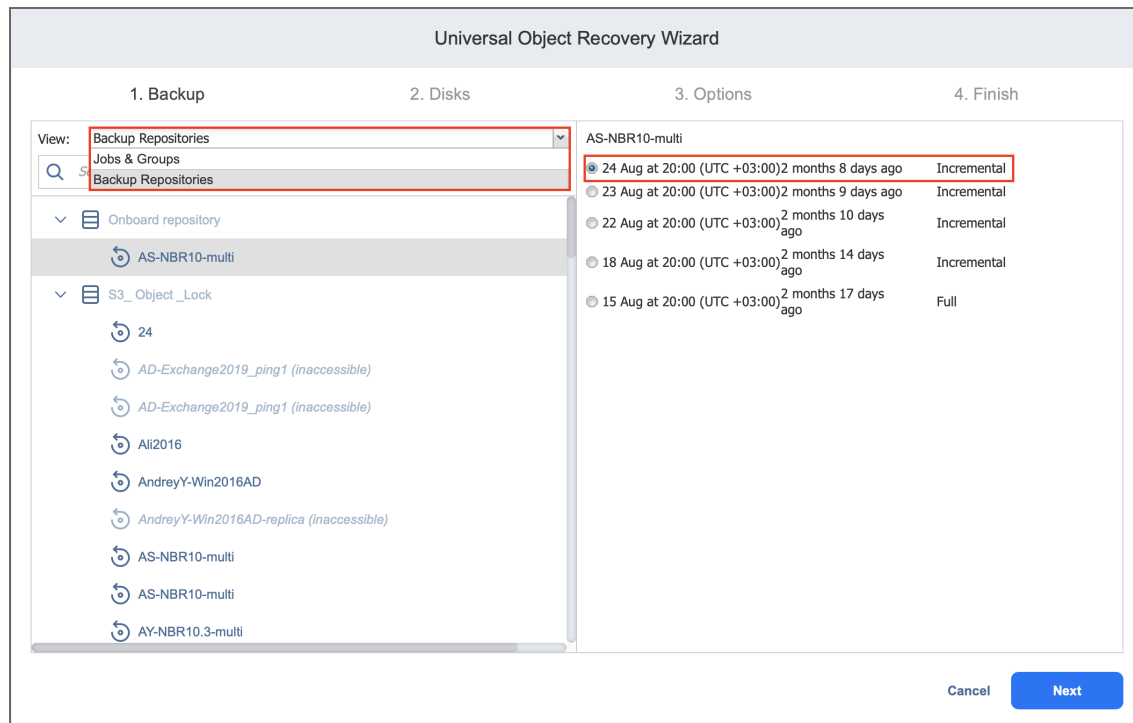 Universal Object Recovery Wizard
1. Backup
2. Disks
3. Options
4. Finish
View:
Backup Repositories
Jobs & Groups
Backup Repositories
Onboard repository
AS-NBR10-multi
S3_ Object _Lock
24
AD-Exchange2019_ping1 (inaccessible)
AD-Exchange2019_ping1 (inaccessible)
Ali2016
AndreyY-Win2016AD
AndreyY-Win2016AD-replica (inaccessible)
AS-NBR10-multi
AS-NBR10-multi
AY-NBR10.3-multi
AS-NBR10-multi
24 Aug at 20:00 (UTC +03:00) 2 months 8 days ago Incremental
23 Aug at 20:00 (UTC +03:00) 2 months 9 days ago Incremental
22 Aug at 20:00 (UTC +03:00) 2 months 10 days ago Incremental
18 Aug at 20:00 (UTC +03:00) 2 months 14 days ago Incremental
15 Aug at 20:00 (UTC +03:00) 2 months 17 days ago Full
Cancel
Next